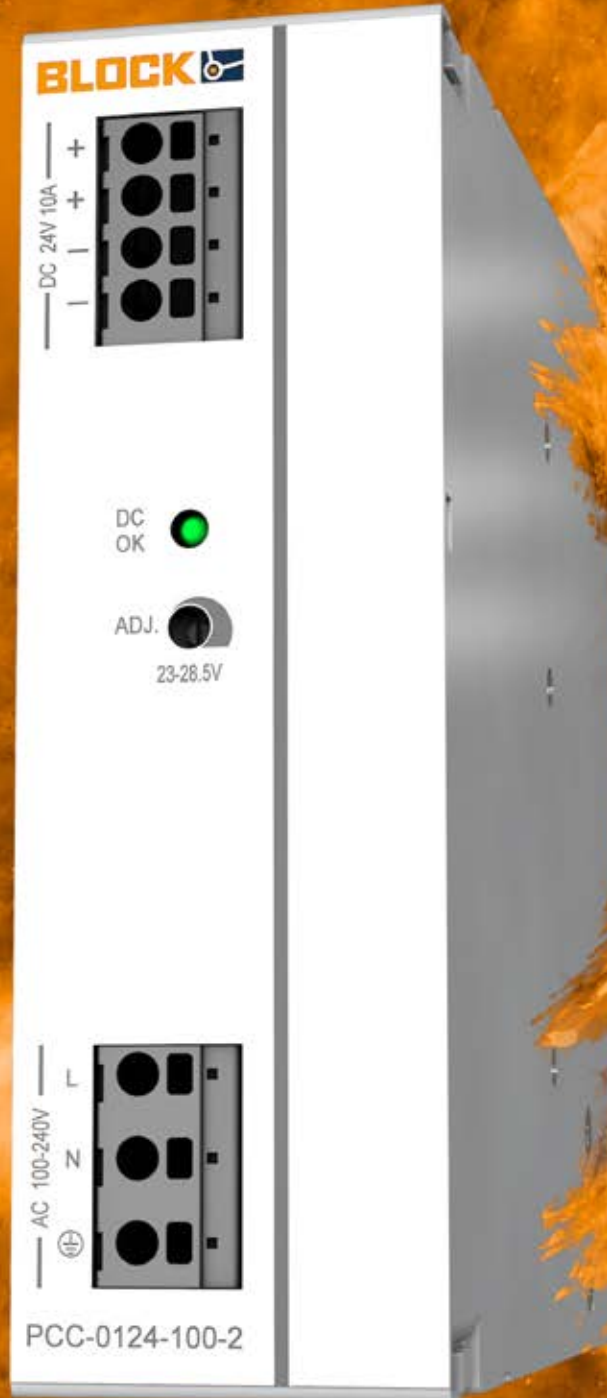 BLOCK
+
+
−
−
DC 24V 10A
DC
OK
ADJ.
23-28.5V
L
N
AC 100-240V
PCC-0124-100-2